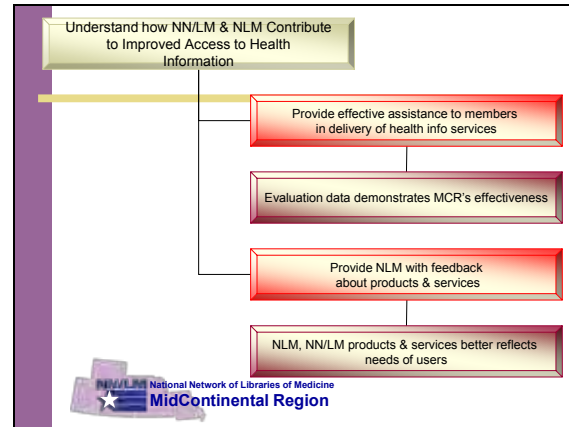 Understand how NN/LM & NLM Contribute
to Improved Access to Health
Information
Provide effective assistance to members
in delivery of health info services
Evaluation data demonstrates MCR's effectiveness
Provide NLM with feedback
about products & services
NLM, NN/LM products & services better reflects
needs of users
NN/LM
National Network of Libraries of Medicine
MidContinental Region